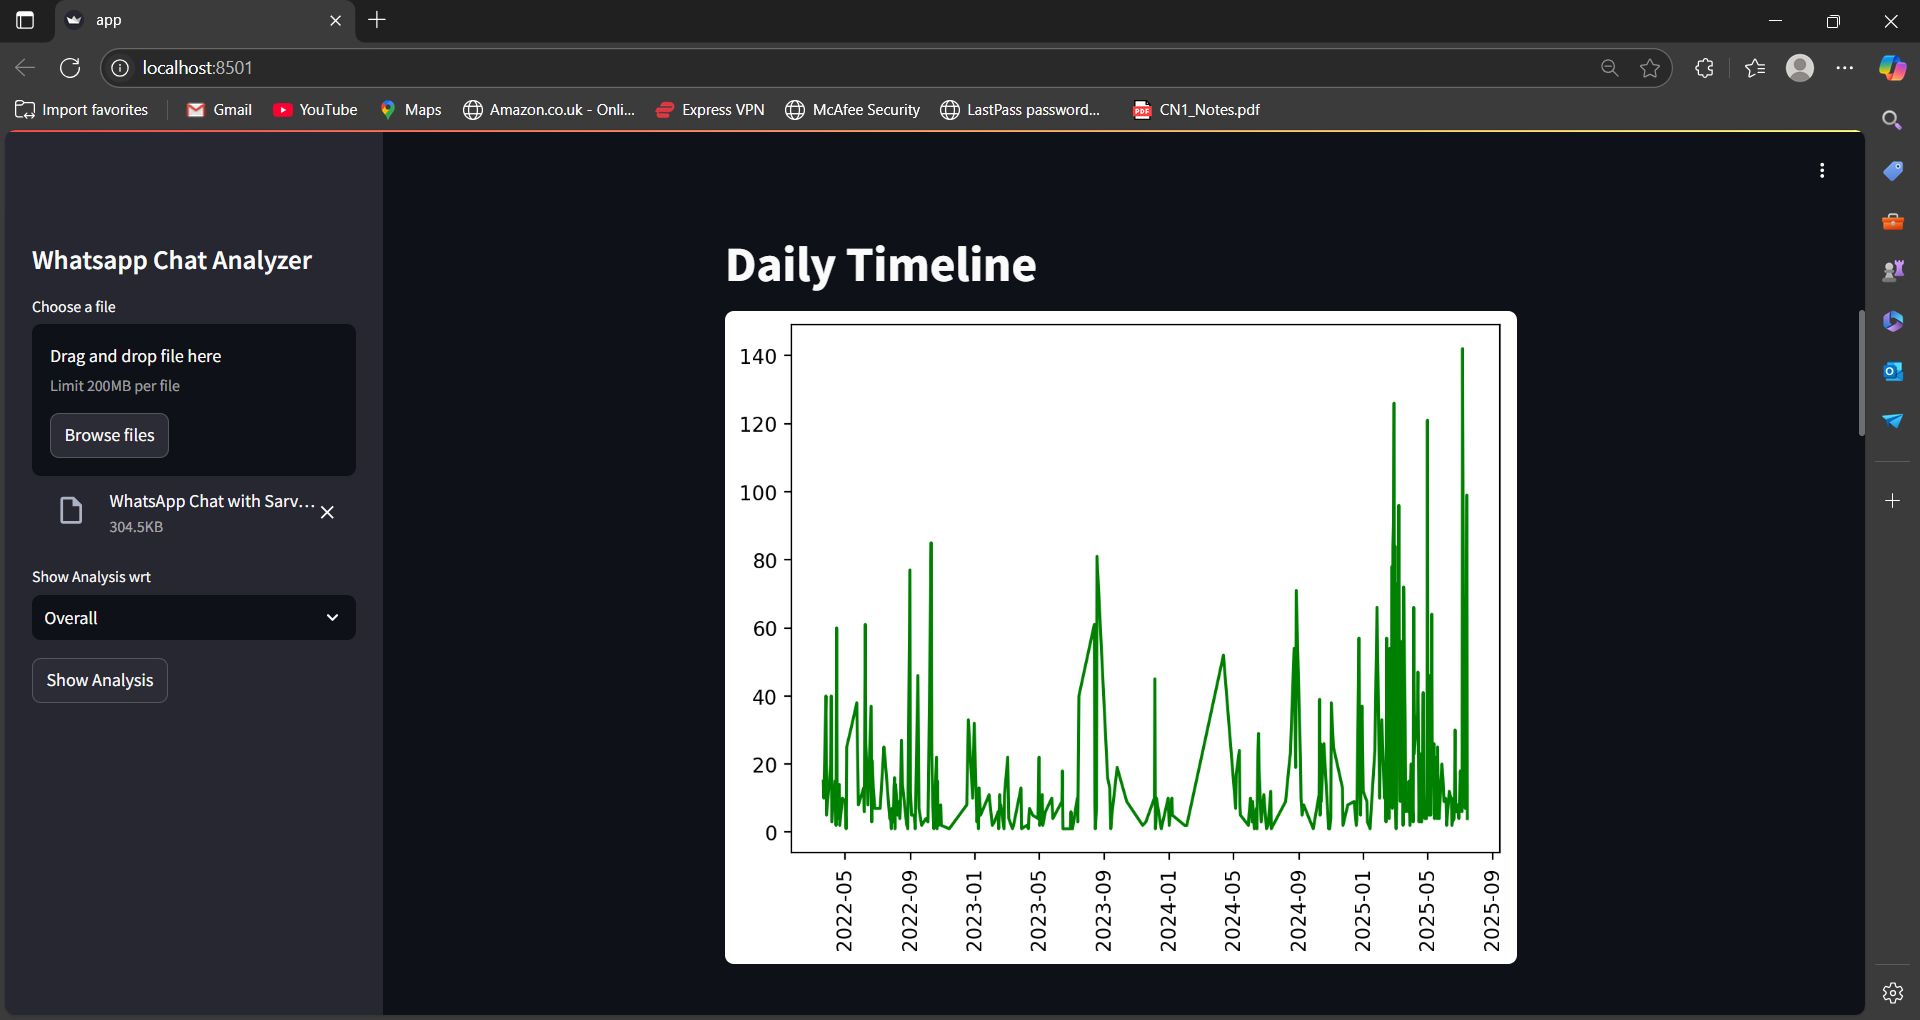 app
localhost:8501
Import favorites
Gmail
YouTube
Maps
Amazon.co.uk - Onli...
Express VPN
McAfee Security
LastPass password...
PDF
CN1_Notes.pdf
Whatsapp Chat Analyzer
Choose a file
Drag and drop file here
Limit 200MB per file
Browse files
WhatsApp Chat with Sarv...
304.5KB
Show Analysis wrt
Overall
Show Analysis
Daily Timeline
140
120
100
80
60
40
20
0
2022-05
2022-09
2023-01
2023-05
2023-09
2024-01
2024-05
2024-09
2025-01
2025-05
2025-09